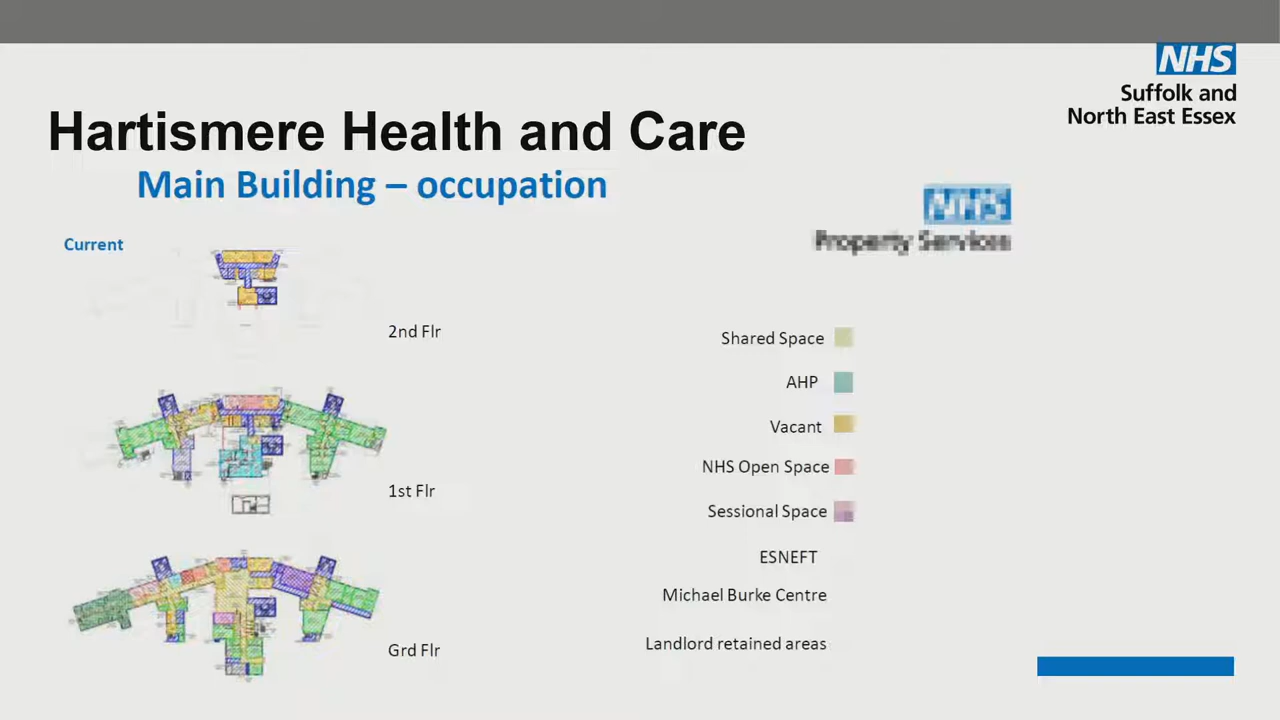 NHS
Suffolk and
North East Essex
Hartismere Health and Care
Main Building – occupation
NHS
Property Services
Current
2nd Flr
1st Flr
Grd Flr
Shared Space
AHP
Vacant
NHS Open Space
Sessional Space
ESNEFT
Michael Burke Centre
Landlord retained areas